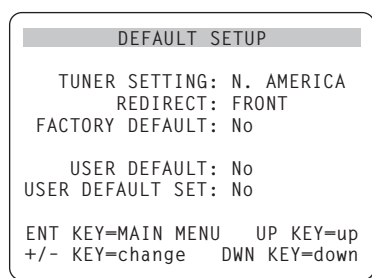 DEFAULT SETUP
TUNER SETTING: N. AMERICA
REDIRECT: FRONT
FACTORY DEFAULT: No
USER DEFAULT: No
USER DEFAULT SET: No
ENT KEY=MAIN MENU UP KEY=up
+/- KEY=change DWN KEY=down